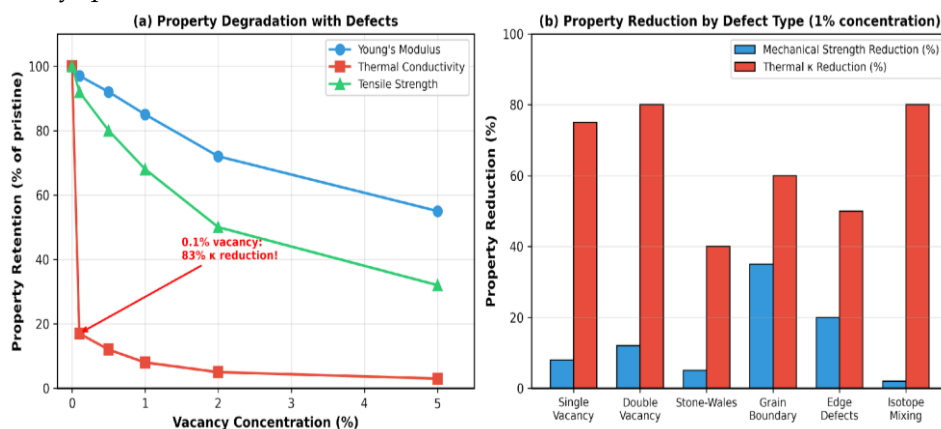 (a) Property Degradation with Defects
Property Retention (% of pristine)
100
80
60
40
20
0
Young's Modulus
Thermal Conductivity
Tensile Strength
0.1% vacancy:
83% κ reduction!
0 1 2 3 4 5
Vacancy Concentration (%)
(b) Property Reduction by Defect Type (1% concentration)
Property Reduction (%)
100
80
60
40
20
0
Mechanical Strength Reduction (%)
Thermal κ Reduction (%)
Single
Vacancy
Double
Vacancy
Stone-Wales
Grain
Boundary
Edge
Defects
Isotope
Mixing